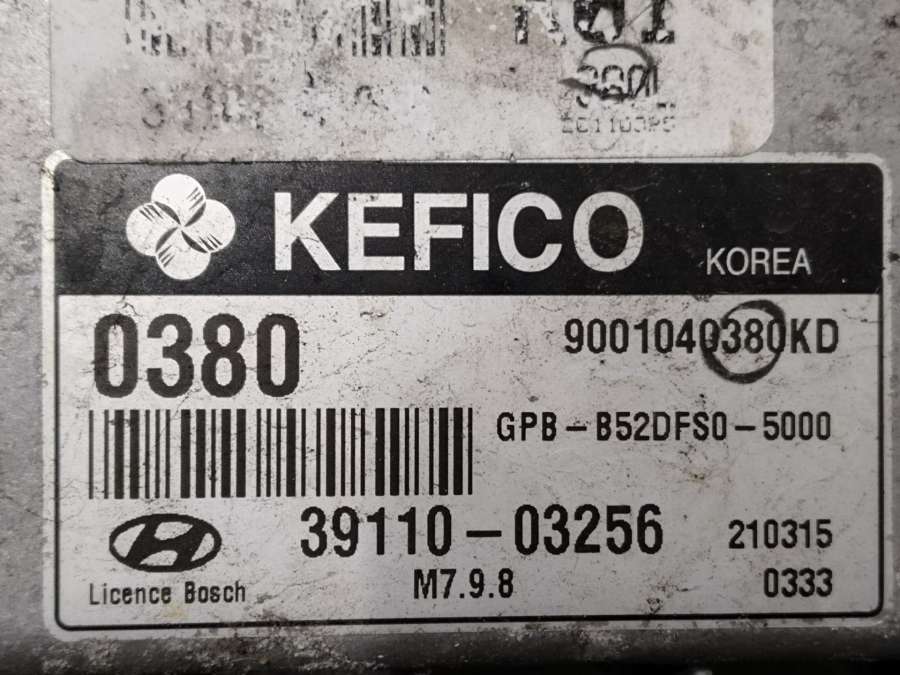 KEFICO KOREA
0380 9001040380KD
GPB-B52DFS0-5000
39110-03256 210315
Licence Bosch M7.9.8 0333